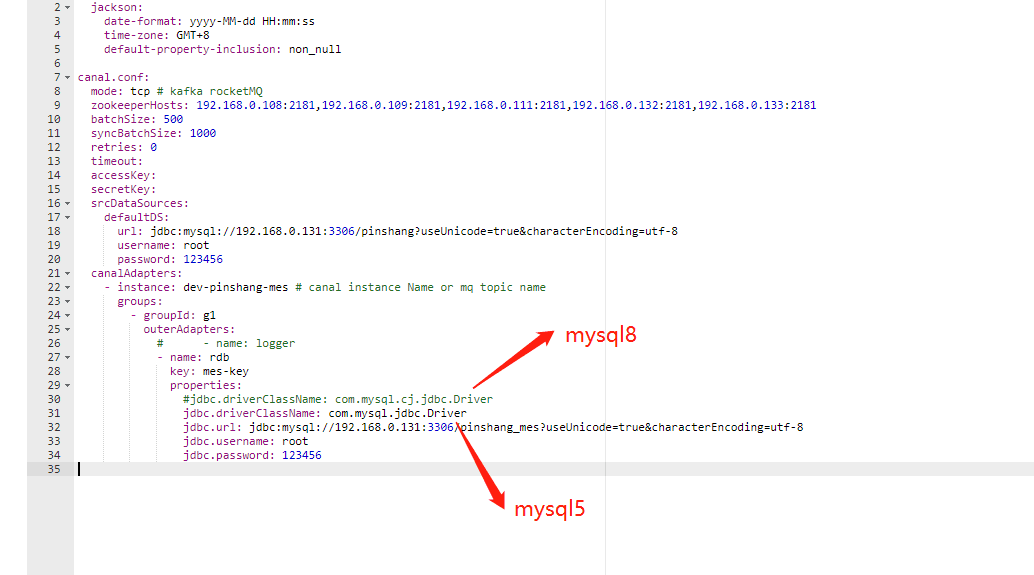 2 jackson:
3 date-format: yyyy-MM-dd HH:mm:ss
4 time-zone: GMT+8
5 default-property-inclusion: non_null
6
7 canal.conf:
8 mode: tcp # kafka rocketMQ
9 zookeeperHosts: 192.168.0.108:2181,192.168.0.109:2181,192.168.0.111:2181,192.168.0.132:2181,192.168.0.133:2181
10 batchSize: 500
11 syncBatchSize: 1000
12 retries: 0
13 timeout:
14 accessKey:
15 secretKey:
16 srcDataSources:
17 defaultDS:
18 url: jdbc:mysql://192.168.0.131:3306/pinshang?useUnicode=true&characterEncoding=utf-8
19 username: root
20 password: 123456
21 canalAdapters:
22 - instance: dev-pinshang-mes # canal instance Name or mq topic name
23 groups:
24 - groupId: g1
25 outerAdapters:
26 # - name: logger
27 - name: rdb
28 key: mes-key
29 properties:
30 #jdbc.driverClassName: com.mysql.cj.jdbc.Driver
31 jdbc.driverClassName: com.mysql.jdbc.Driver
32 jdbc.url: jdbc:mysql://192.168.0.131:3306/pinshang_mes?useUnicode=true&characterEncoding=utf-8
33 jdbc.username: root
34 jdbc.password: 123456
35
mysql8
mysql5